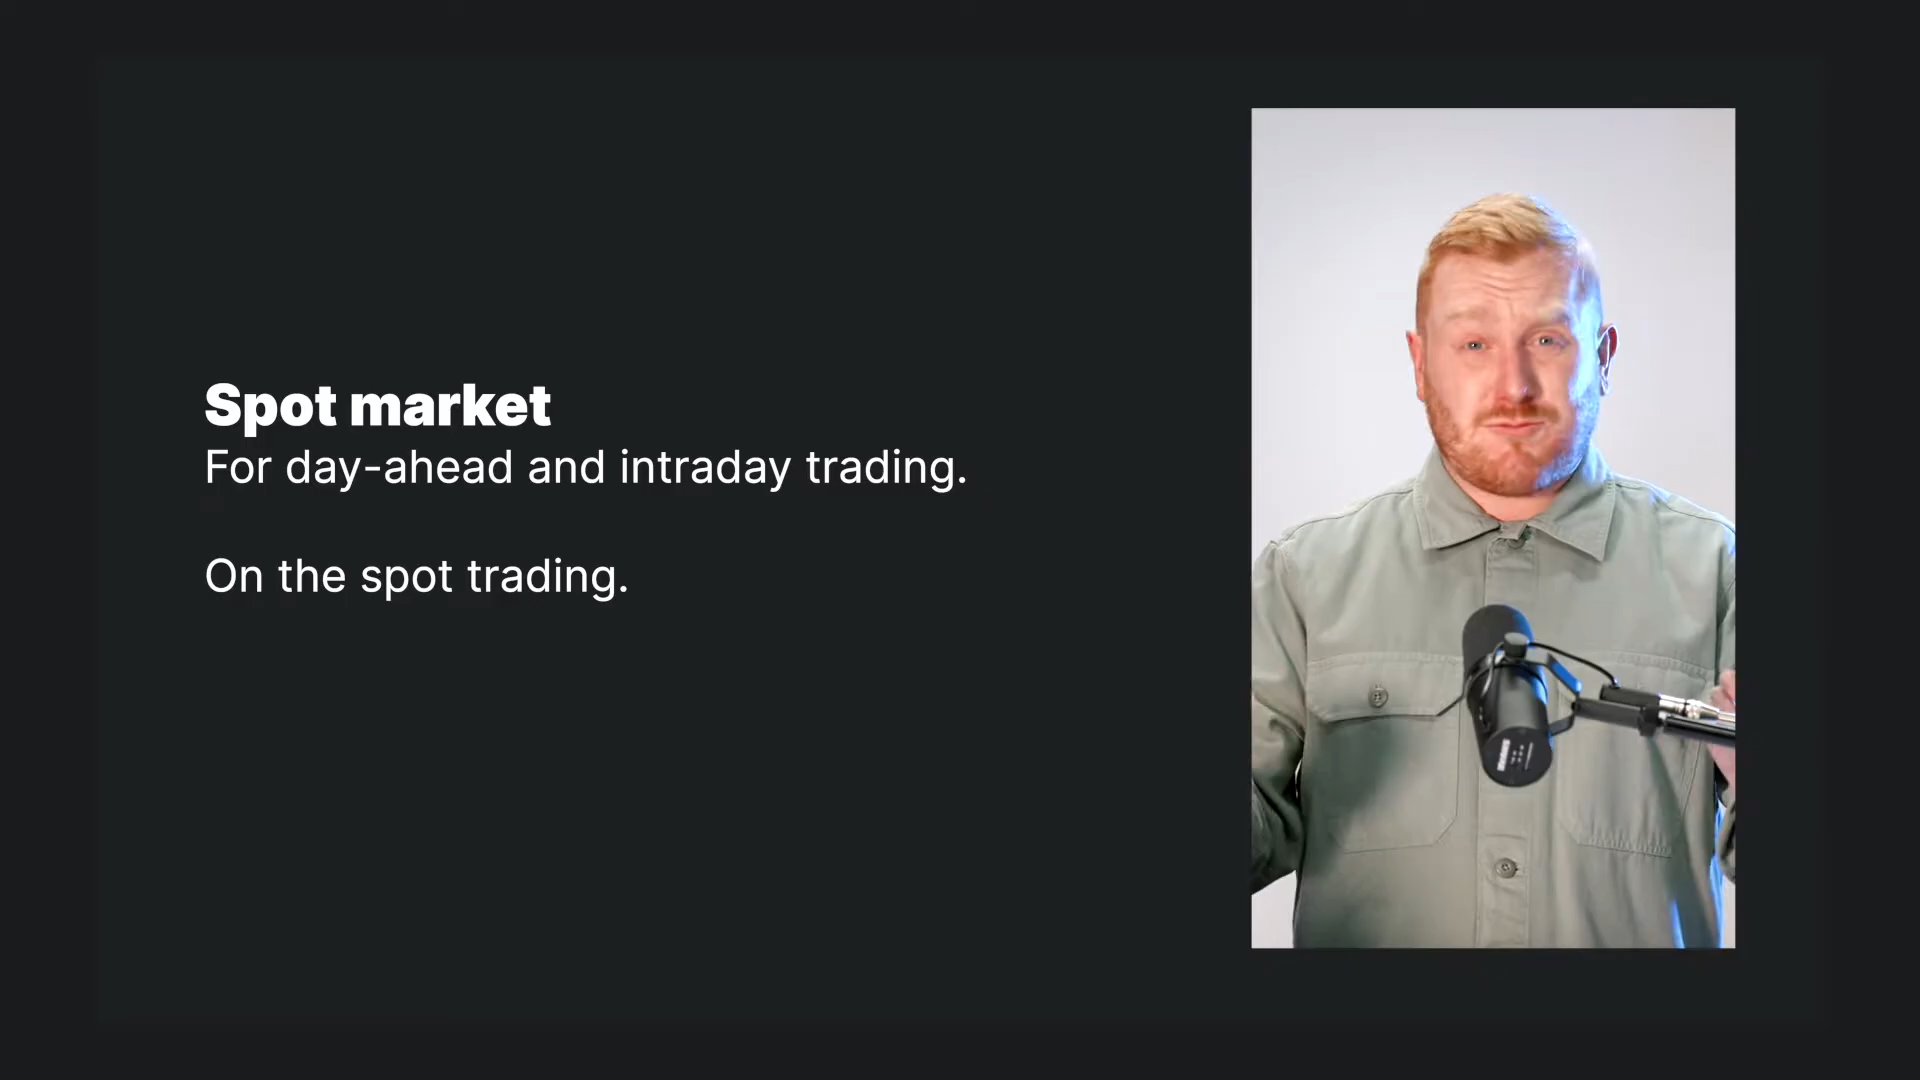 Spot market
For day-ahead and intraday trading.
On the spot trading.